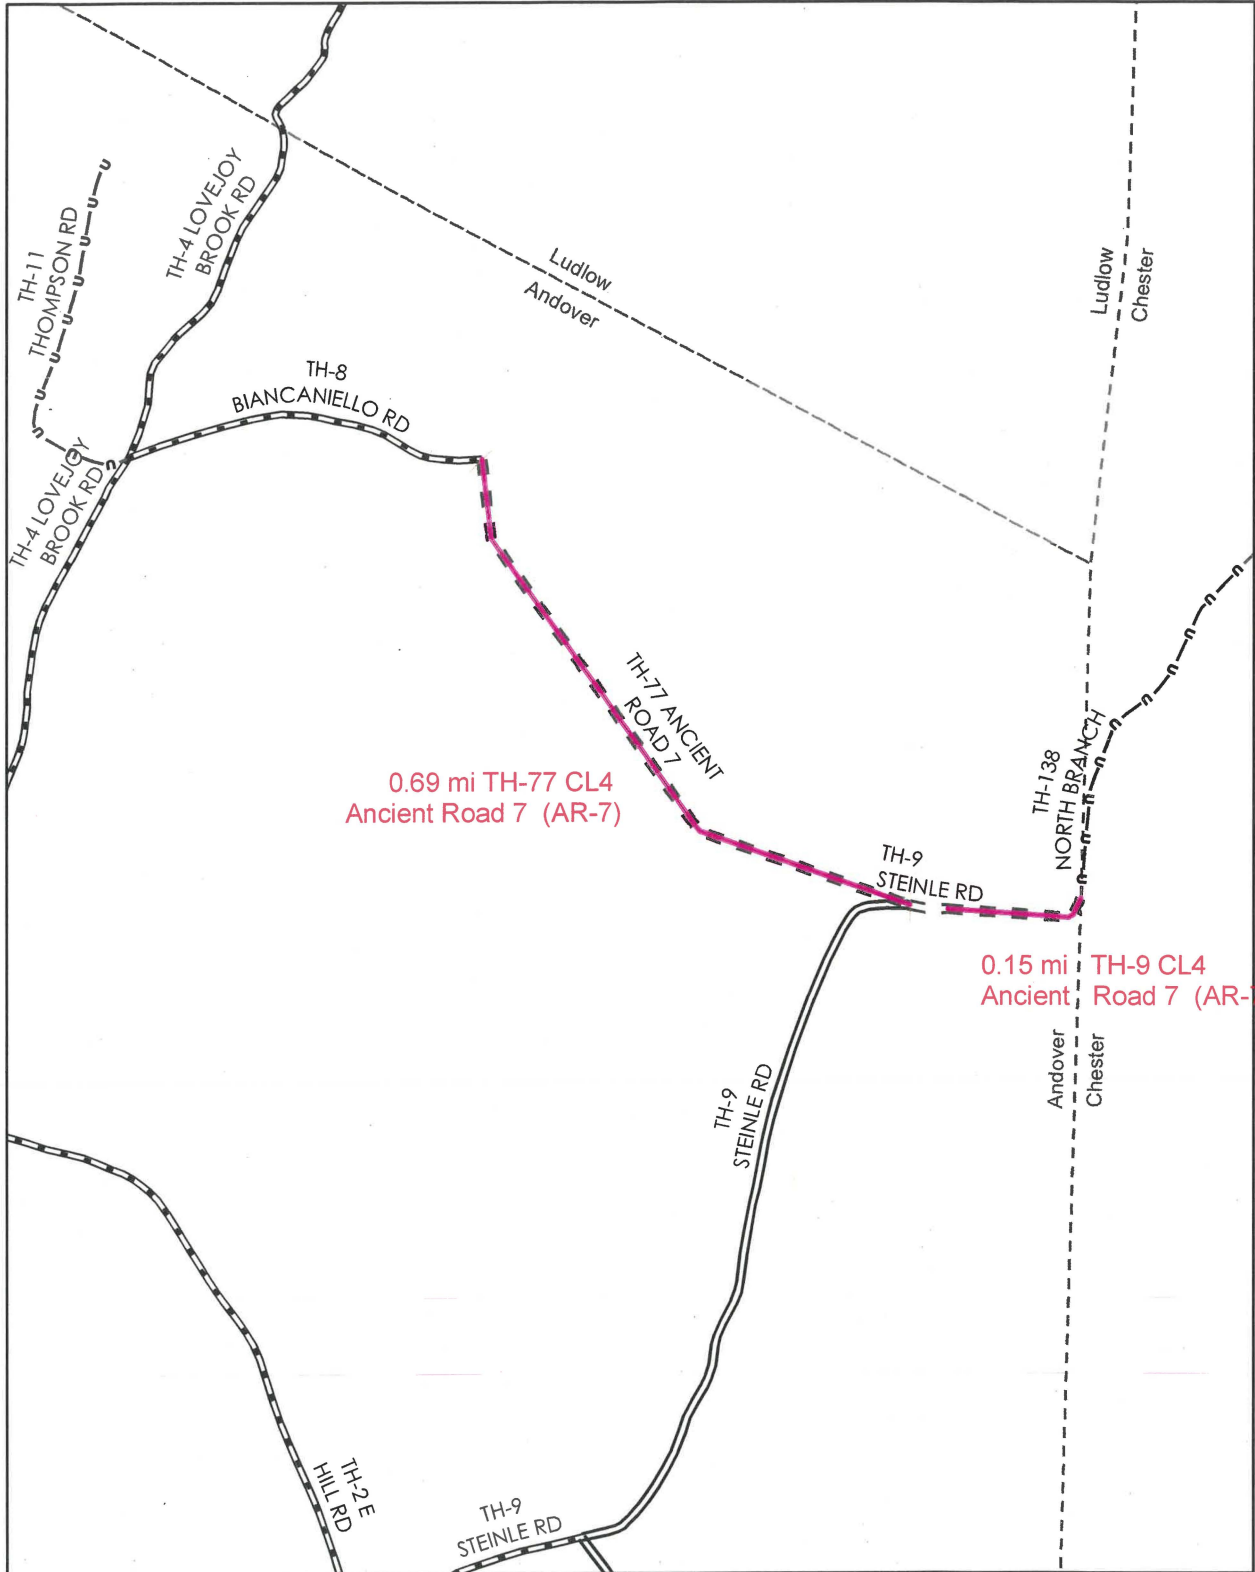 TH-11
THOMPSON RD
TH-4 LOVEJOY
BROOK RD
Ludlow
Andover
Ludlow
Chester
TH-8
BIANCANIELLO RD
TH-4 LOVEJOY
BROOK RD
TH-77 ANCIENT
ROAD 7
0.69 mi TH-77 CL4
Ancient Road 7 (AR-7)
TH-138
NORTH BRANCH
TH-9
STEINLE RD
0.15 mi TH-9 CL4
Ancient Road 7 (AR-
Andover
Chester
TH-9
STEINLE RD
TH-2 E
HILL RD
TH-9
STEINLE RD